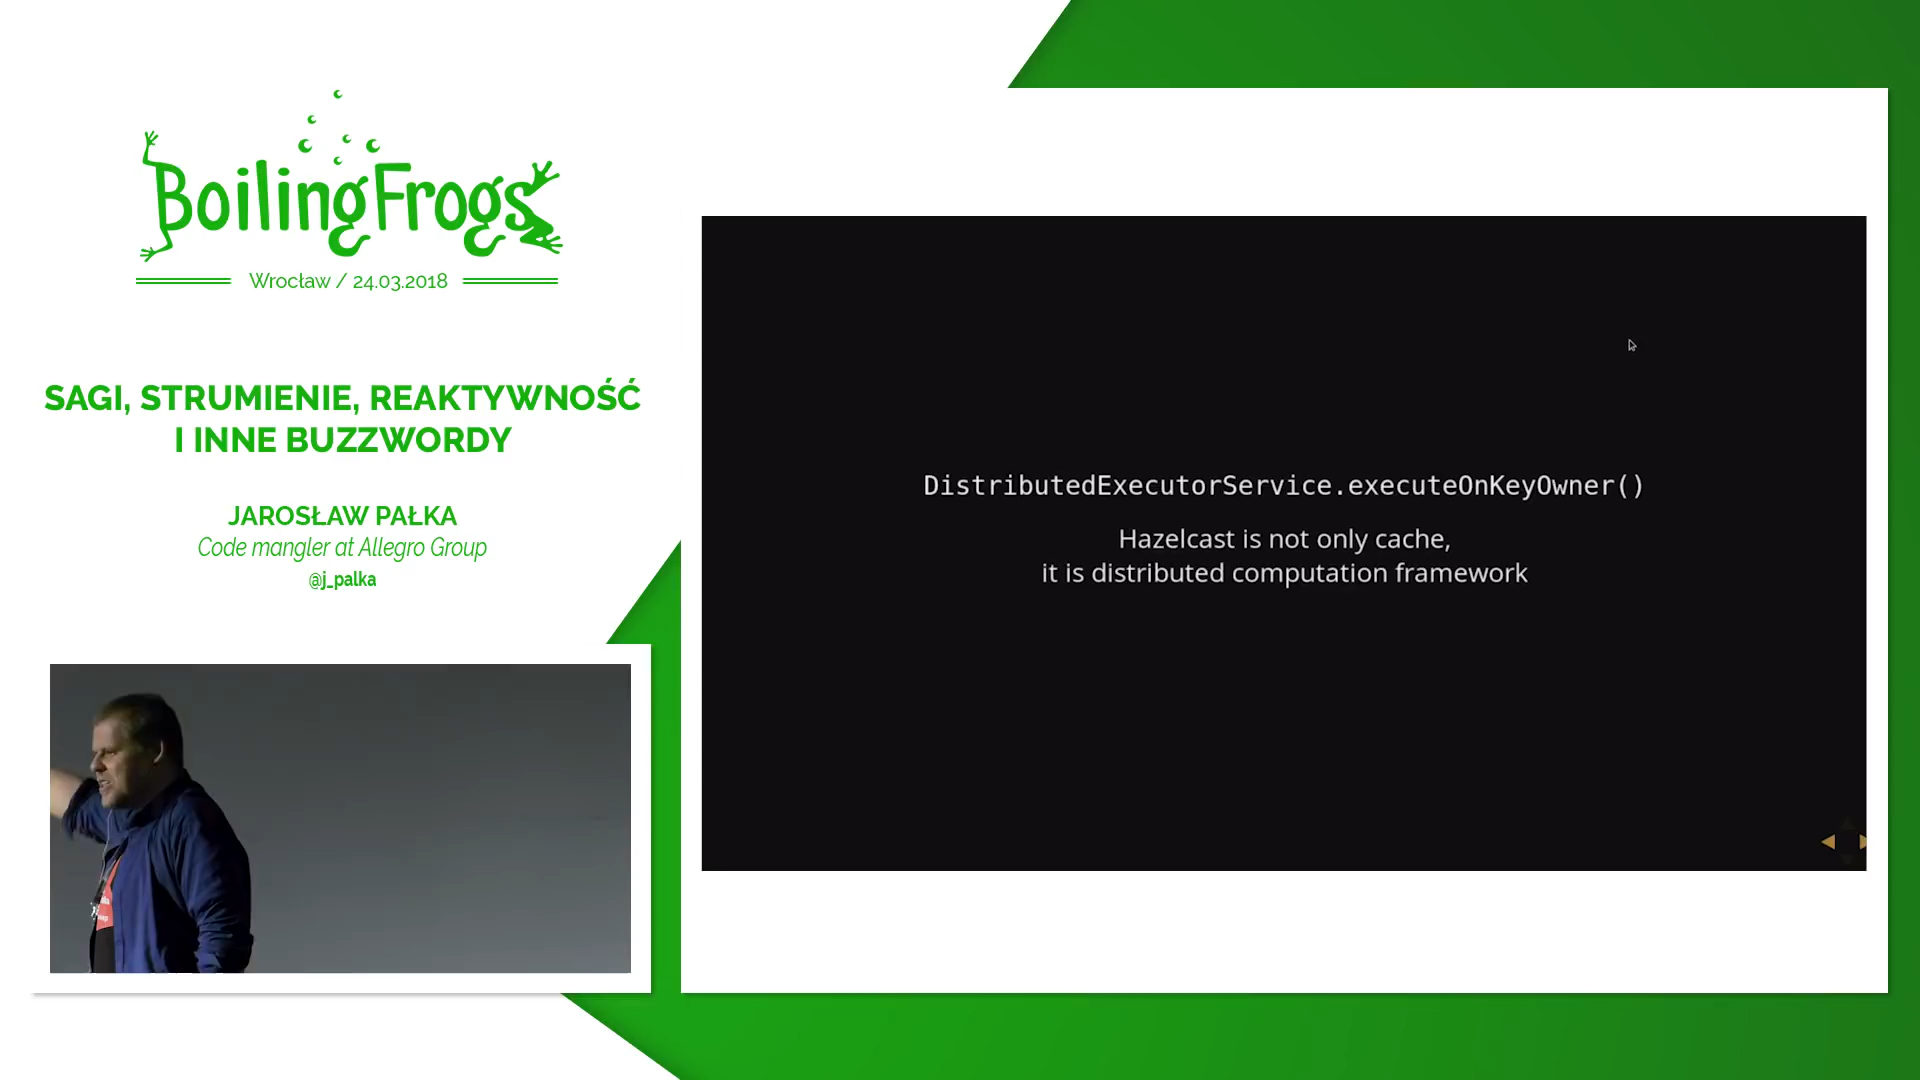 BoilingFrogs
Wrocław / 24.03.2018
SAGI, STRUMIENIE, REAKTYWNOŚĆ
I INNE BUZZWORDY
JAROSŁAW PAŁKA
Code mangler at Allegro Group
@j_palka
DistributedExecutorService.executeOnKeyOwner()
Hazelcast is not only cache,
it is distributed computation framework